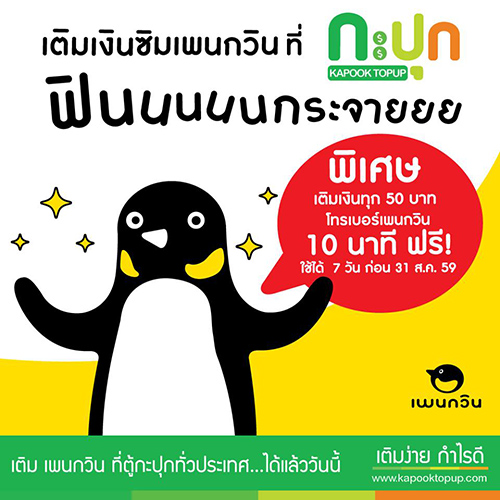 เติมเงินซิมเพนกวิน ที่ กะปุก
KAPOOK TOPUP
ฟินนนนนกระจายยย
พิเศษ
เติมเงินทุก 50 บาท
โทรเบอร์เพนกวิน
10 นาที ฟรี!
ใช้ได้ 7 วัน ก่อน 31 ส.ค. 59
เพนกวิน
เติม เพนกวิน ที่ตู้กะปุกทั่วประเทศ...ได้แล้ววันนี้
เติมง่าย กำไรดี
www.kapooktopup.com